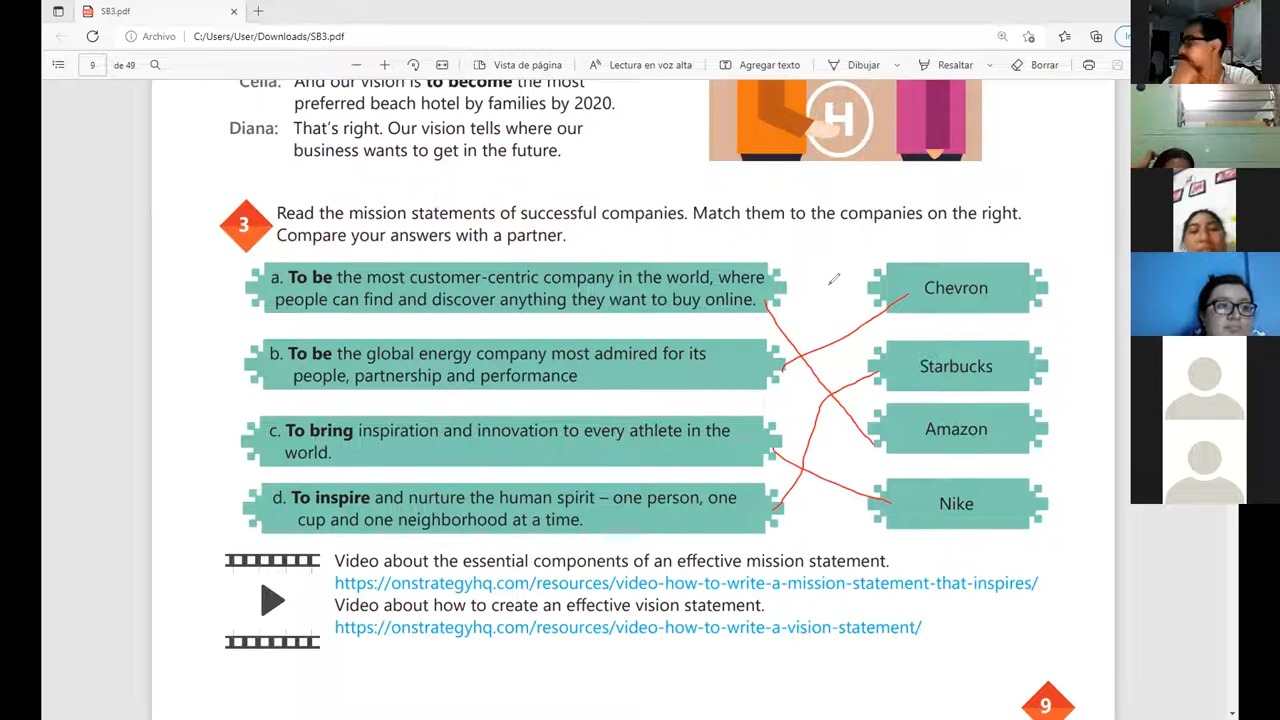 SB3.pdf
Archivo
C:/Users/User/Downloads/SB3.pdf
9 de 49
Vista de página
Lectura en voz alta
Agregar texto
Dibujar
Resaltar
Borrar
Celia: And our vision is to become the most
preferred beach hotel by families by 2020.
Diana: That's right. Our vision tells where our
business wants to get in the future.
H
3
Read the mission statements of successful companies. Match them to the companies on the right.
Compare your answers with a partner.
a. To be the most customer-centric company in the world, where
people can find and discover anything they want to buy online.
b. To be the global energy company most admired for its
people, partnership and performance
c. To bring inspiration and innovation to every athlete in the
world.
d. To inspire and nurture the human spirit – one person, one
cup and one neighborhood at a time.
Chevron
Starbucks
Amazon
Nike
Video about the essential components of an effective mission statement.
https://onstrategyhq.com/resources/video-how-to-write-a-mission-statement-that-inspires/
Video about how to create an effective vision statement.
https://onstrategyhq.com/resources/video-how-to-write-a-vision-statement/
9